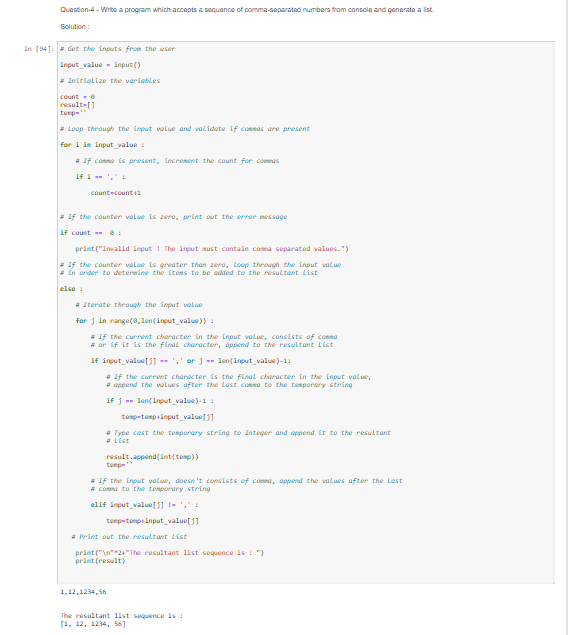 Question-4 - Write a program which accepts a sequence of comma-separated numbers from console and generate a list.
Solution :
In [94]: # Get the inputs from the user
input_value = input()
# Initialize the variables
count = 0
result=[]
temp=''
# Loop through the input value and validate if commas are present
for i in input_value :
# If comma is present, increment the count for commas
if i == ',' :
count=count+1
# If the counter value is zero, print out the error message
if count == 0 :
print("Invalid input ! The input must contain comma separated values.")
# If the counter value is greater than zero, loop through the input value
# in order to determine the items to be added to the resultant list
else :
# Iterate through the input value
for j in range(0,len(input_value)) :
# If the current character in the input value, consists of comma
# or if it is the final character, append to the resultant list
if input_value[j] == ',' or j == len(input_value)-1:
# If the current character is the final character in the input value,
# append the values after the last comma to the temporary string
if j == len(input_value)-1 :
temp=temp+input_value[j]
# Type cast the temporary string to integer and append it to the resultant
# list
result.append(int(temp))
temp=''
# If the input value, doesn't consists of comma, append the values after the last
# comma to the temporary string
elif input_value[j] != ',' :
temp=temp+input_value[j]
# Print out the resultant list
print("\n"*2+"The resultant list sequence is : ")
print(result)
1,12,1234,56
The resultant list sequence is :
[1, 12, 1234, 56]